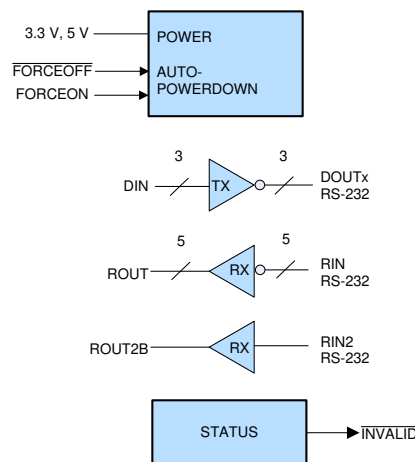 3.3 V, 5 V
POWER
FORCEOFF
AUTO-
POWERDOWN
FORCEON
3
3
DIN
TX
DOUTx
RS-232
5
5
ROUT
RX
RIN
RS-232
ROUT2B
RX
RIN2
RS-232
STATUS
INVALID